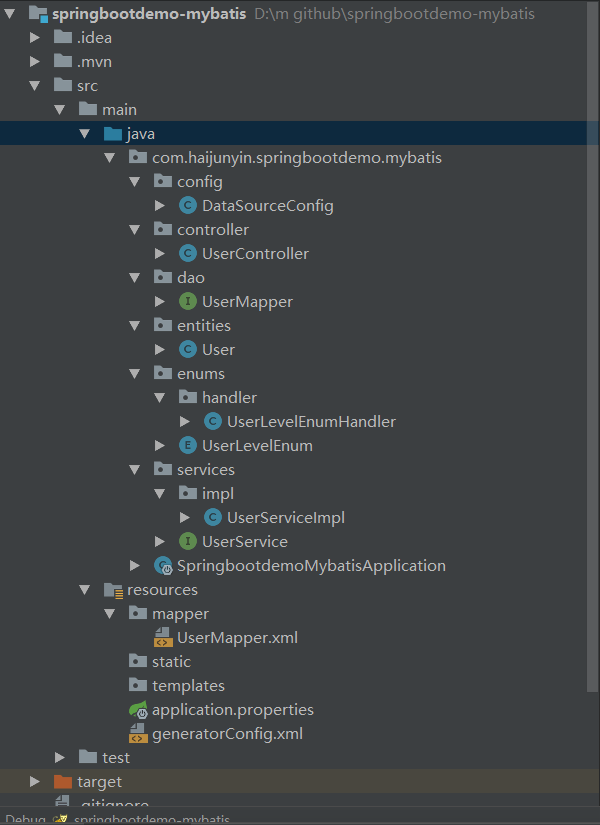 springbootdemo-mybatis D:\m github\springbootdemo-mybatis
.idea
.mvn
src
main
java
com.haijunyin.springbootdemo.mybatis
config
C DataSourceConfig
controller
C UserController
dao
I UserMapper
entities
C User
enums
handler
C UserLevelEnumHandler
E UserLevelEnum
services
impl
C UserServiceImpl
I UserService
C SpringbootdemoMybatisApplication
resources
mapper
UserMapper.xml
static
templates
application.properties
generatorConfig.xml
test
target
.gitignore
Debug springbootdemo-mybatis